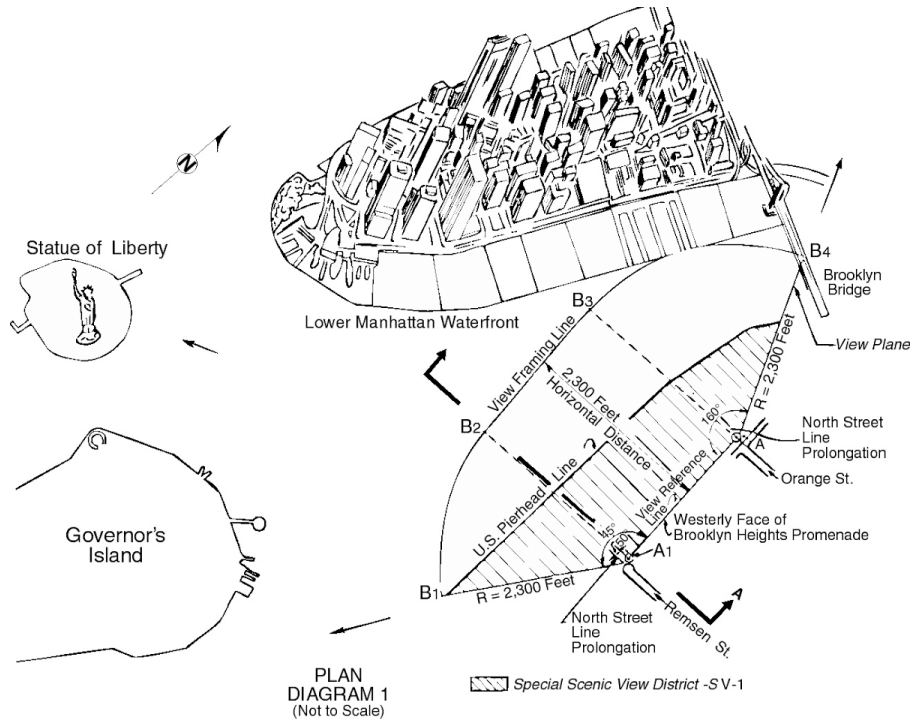 N
Statue of Liberty
Lower Manhattan Waterfront
B4
Brooklyn
Bridge
B3
View Plane
View Framing Line
2,300 Feet
Horizontal Distance
R = 2,300 Feet
160°
North Street
Line
Prolongation
A
Orange St.
B2
U.S. Pierhead Line
View Reference
Line
Westerly Face of
Brooklyn Heights Promenade
Governor's
Island
45°
A1
B1
R = 2,300 Feet
A
Remsen St.
North Street
Line
Prolongation
PLAN
DIAGRAM 1
(Not to Scale)
Special Scenic View District -S V-1